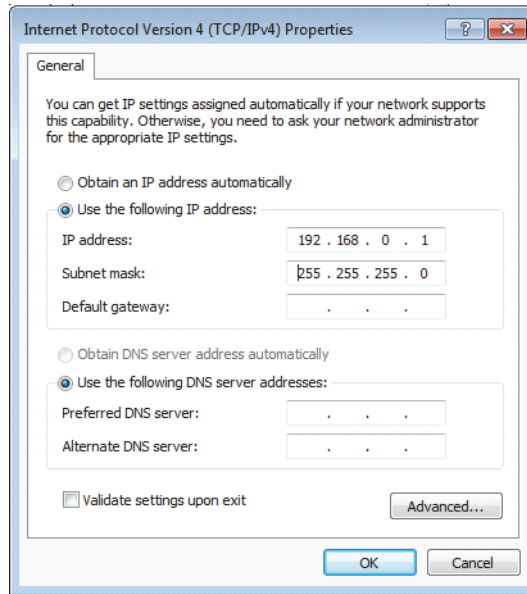 Internet Protocol Version 4 (TCP/IPv4) Properties
General
You can get IP settings assigned automatically if your network supports
this capability. Otherwise, you need to ask your network administrator
for the appropriate IP settings.
Obtain an IP address automatically
Use the following IP address:
IP address: 192 . 168 . 0 . 1
Subnet mask: 255 . 255 . 255 . 0
Default gateway: . . .
Obtain DNS server address automatically
Use the following DNS server addresses:
Preferred DNS server: . . .
Alternate DNS server: . . .
Validate settings upon exit
Advanced...
OK Cancel